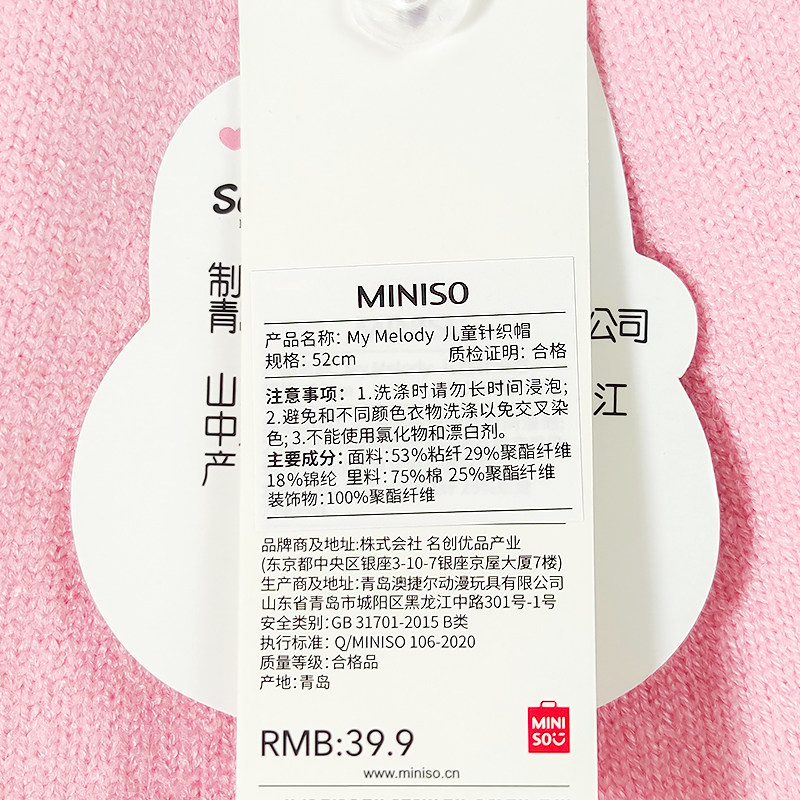 MINISO
产品名称: My Melody 儿童针织帽
规格: 52cm 质检证明: 合格
注意事项: 1.洗涤时请勿长时间浸泡;
2.避免和不同颜色衣物洗涤以免交叉染
色; 3.不能使用氯化物和漂白剂。
主要成分: 面料: 53%粘纤 29%聚酯纤维
18%锦纶 里料: 75%棉 25%聚酯纤维
装饰物: 100%聚酯纤维
品牌商及地址:株式会社 名创优品产业
(东京都中央区银座3-10-7银座京屋大厦7楼)
生产商及地址: 青岛澳捷尔动漫玩具有限公司
山东省青岛市城阳区黑龙江中路301号-1号
安全类别: GB 31701-2015 B类
执行标准: Q/MINISO 106-2020
质量等级: 合格品
产地: 青岛
RMB:39.9
MINI
SO
www.miniso.cn
制
青
公司
山
江
中
产